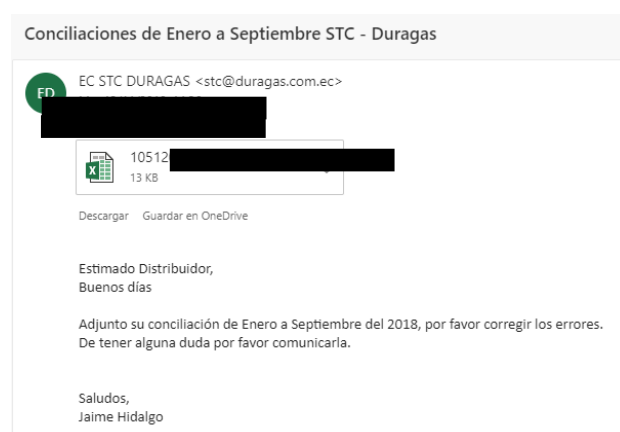 Conciliaciones de Enero a Septiembre STC - Duragas
ED
EC STC DURAGAS <stc@duragas.com.ec>
10512
13 KB
Descargar Guardar en OneDrive
Estimado Distribuidor,
Buenos días
Adjunto su conciliación de Enero a Septiembre del 2018, por favor corregir los errores.
De tener alguna duda por favor comunicarla.
Saludos,
Jaime Hidalgo